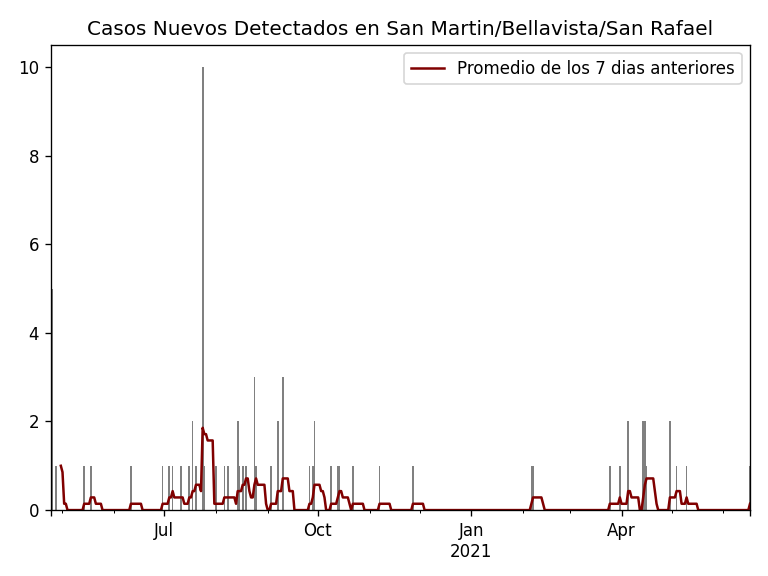 Casos Nuevos Detectados en San Martin/Bellavista/San Rafael
Promedio de los 7 dias anteriores
10
8
6
4
2
0
Jul
Oct
Jan
2021
Apr